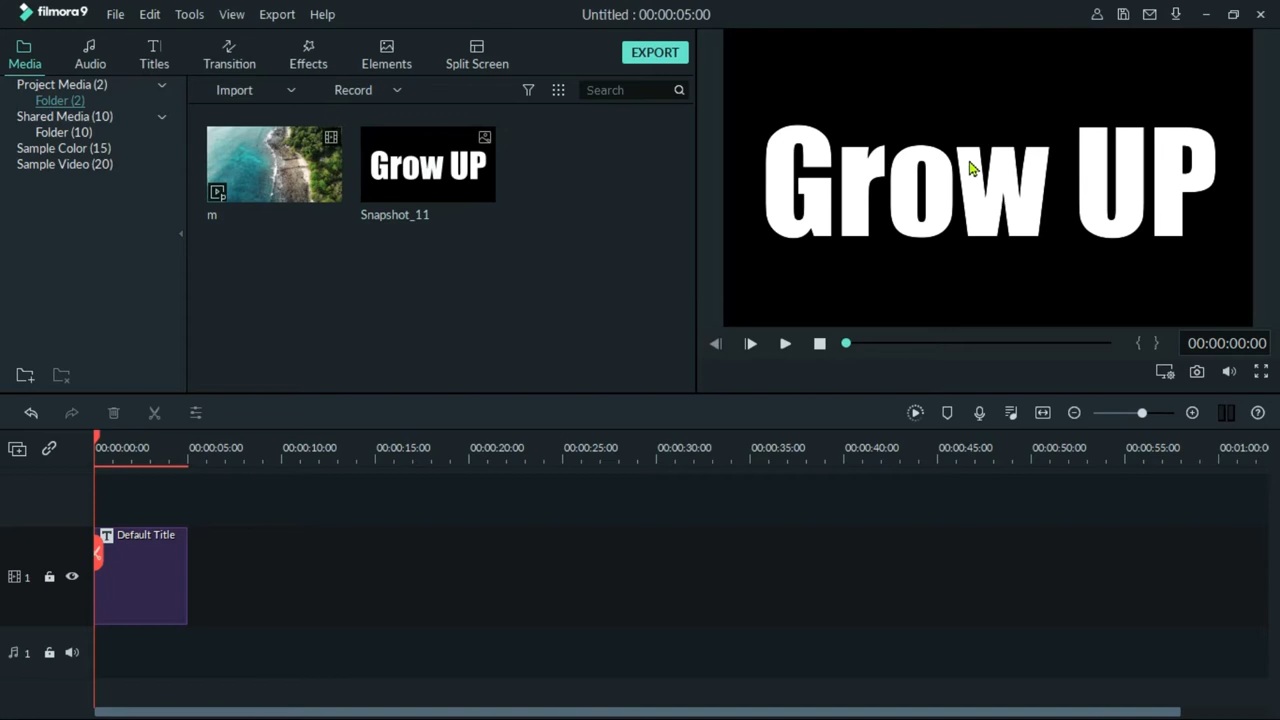 filmora9 File Edit Tools View Export Help Untitled : 00:00:05:00
Media Audio Titles Transition Effects Elements Split Screen EXPORT
Project Media (2)
Folder (2)
Shared Media (10)
Folder (10)
Sample Color (15)
Sample Video (20)
Import Record Search
Grow UP
m Snapshot_11
Grow UP
00:00:00:00
00:00:00:00 00:00:05:00 00:00:10:00 00:00:15:00 00:00:20:00 00:00:25:00 00:00:30:00 00:00:35:00 00:00:40:00 00:00:45:00 00:00:50:00 00:00:55:00 00:01:00:0
T Default Title
1
1